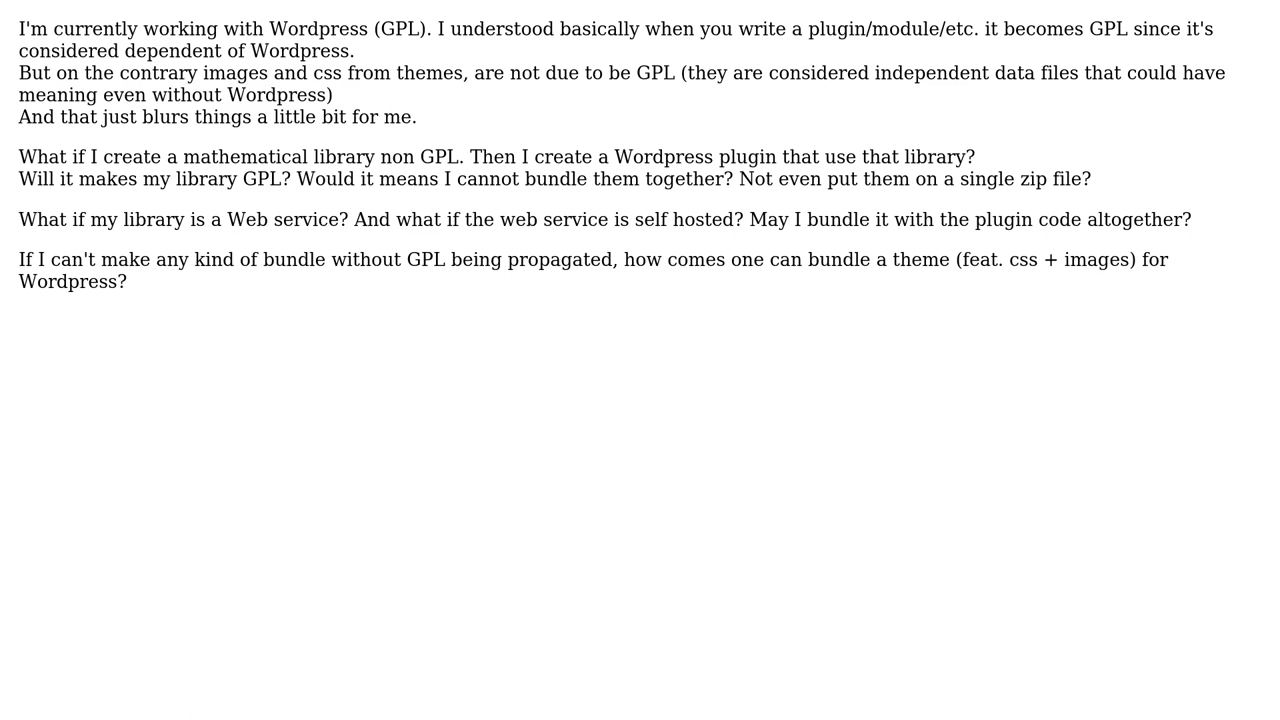 I'm currently working with Wordpress (GPL). I understood basically when you write a plugin/module/etc. it becomes GPL since it's
considered dependent of Wordpress.
But on the contrary images and css from themes, are not due to be GPL (they are considered independent data files that could have
meaning even without Wordpress)
And that just blurs things a little bit for me.
What if I create a mathematical library non GPL. Then I create a Wordpress plugin that use that library?
Will it makes my library GPL? Would it means I cannot bundle them together? Not even put them on a single zip file?
What if my library is a Web service? And what if the web service is self hosted? May I bundle it with the plugin code altogether?
If I can't make any kind of bundle without GPL being propagated, how comes one can bundle a theme (feat. css + images) for
Wordpress?